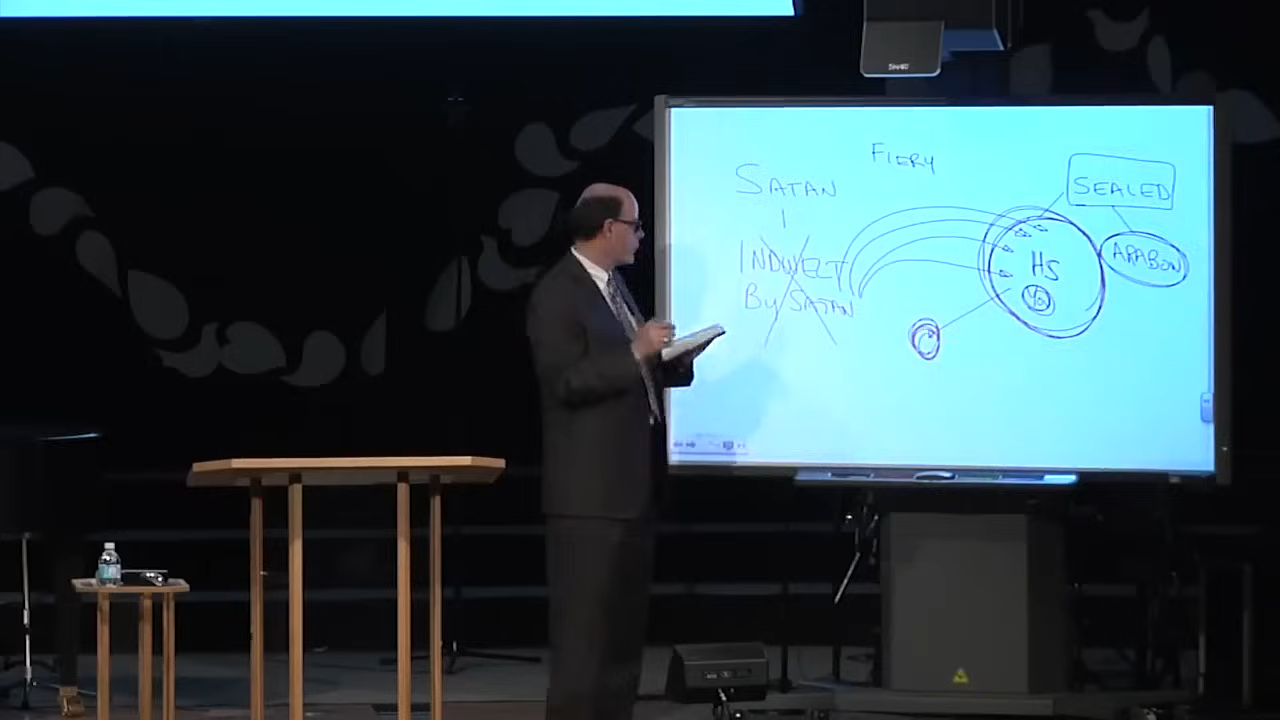 FIERY
SATAN
SEALED
INDWELT
BY SATAN
HS
ARABON
YOU